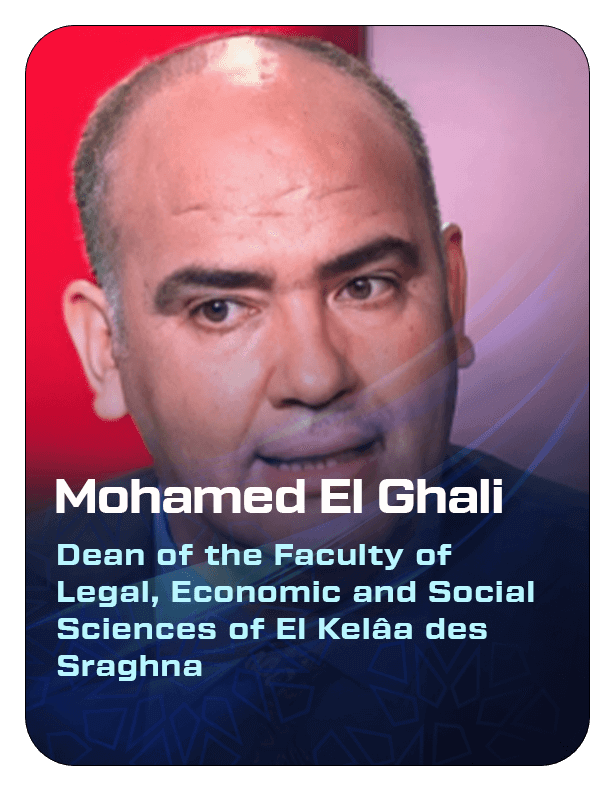 Mohamed El Ghali
Dean of the Faculty of
Legal, Economic and Social
Sciences of El Kelâa des
Sraghna